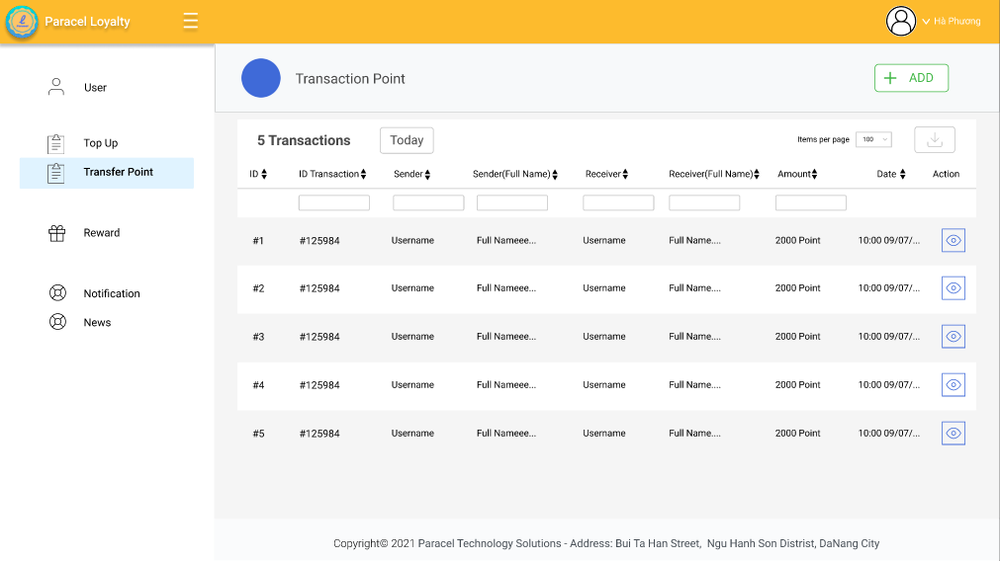 Paracel Loyalty
Hà Phương
User
Top Up
Transfer Point
Reward
Notification
News
Transaction Point
ADD
5 Transactions
Today
Items per page 100
ID ID Transaction Sender Sender(Full Name) Receiver Receiver(Full Name) Amount Date Action
#1 #125984 Username Full Nameee... Username Full Name.... 2000 Point 10:00 09/07/...
#2 #125984 Username Full Nameee... Username Full Name.... 2000 Point 10:00 09/07/...
#3 #125984 Username Full Nameee... Username Full Name.... 2000 Point 10:00 09/07/...
#4 #125984 Username Full Nameee... Username Full Name.... 2000 Point 10:00 09/07/...
#5 #125984 Username Full Nameee... Username Full Name.... 2000 Point 10:00 09/07/...
Copyright© 2021 Paracel Technology Solutions - Address: Bui Ta Han Street, Ngu Hanh Son Distrist, DaNang City